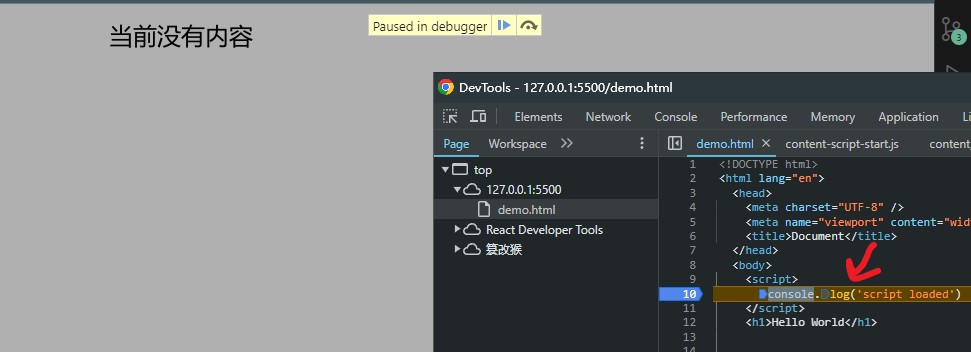 当前没有内容
Paused in debugger
3
DevTools - 127.0.0.1:5500/demo.html
Elements Network Console Performance Memory Application
Page Workspace demo.html content-script-start.js
top
127.0.0.1:5500
demo.html
React Developer Tools
篡改猴
1 <!DOCTYPE html>
2 <html lang="en">
3 <head>
4 <meta charset="UTF-8" />
5 <meta name="viewport" content="wid
6 <title>Document</title>
7 </head>
8 <body>
9 <script>
10 console.log('script loaded')
11 </script>
12 <h1>Hello World</h1>
13
14